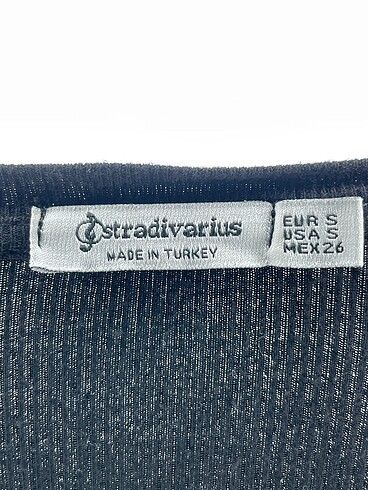 stradivarius
MADE IN TURKEY
EUR S
USA S
MEX 26